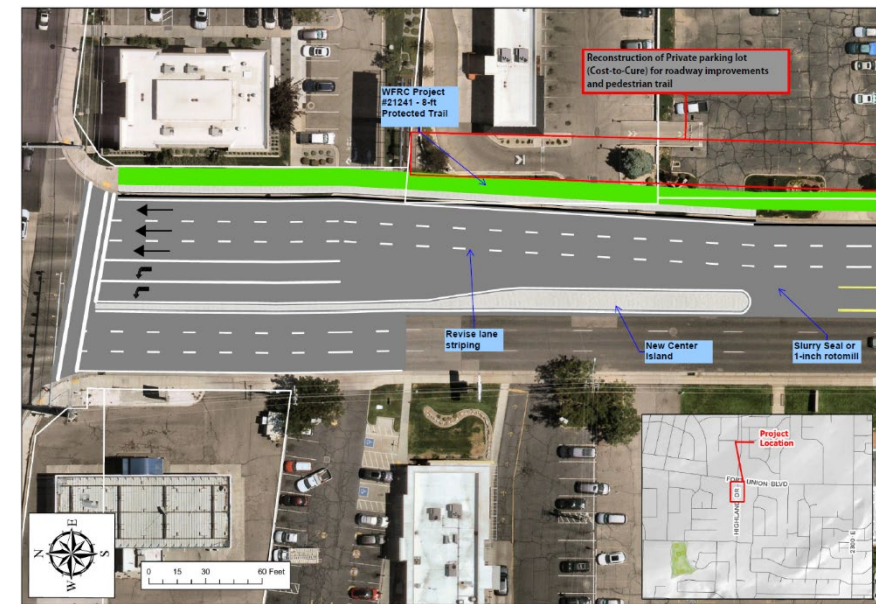 Reconstruction of Private parking lot
(Cost-to-Cure) for roadway improvements
and pedestrian trail
WFRC Project
#21241 - 8-ft
Protected Trail
Revise lane
striping
New Center
Island
Slurry Seal or
1-inch rotomill
Project
Location
UNION BLVD
HIGHLAND DR
N
E
S
W
0 15 30 60 Feet